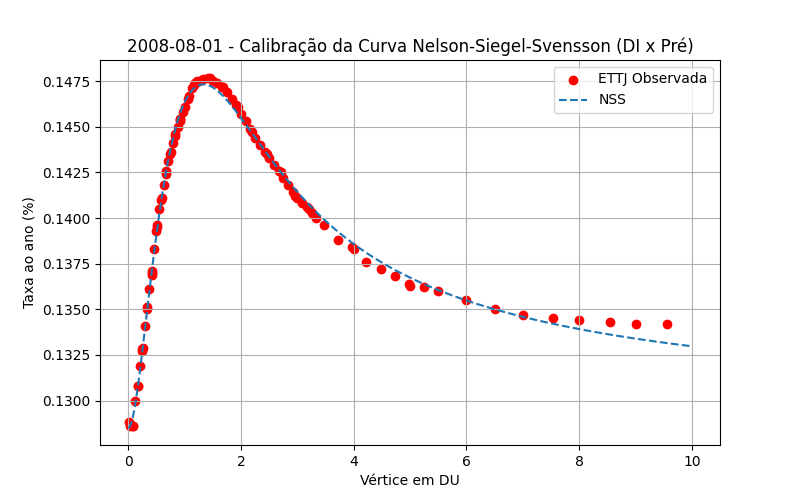 2008-08-01 - Calibração da Curva Nelson-Siegel-Svensson (DI x Pré)
ETTJ Observada
NSS
Taxa ao ano (%)
0.1475
0.1450
0.1425
0.1400
0.1375
0.1350
0.1325
0.1300
0 2 4 6 8 10
Vértice em DU